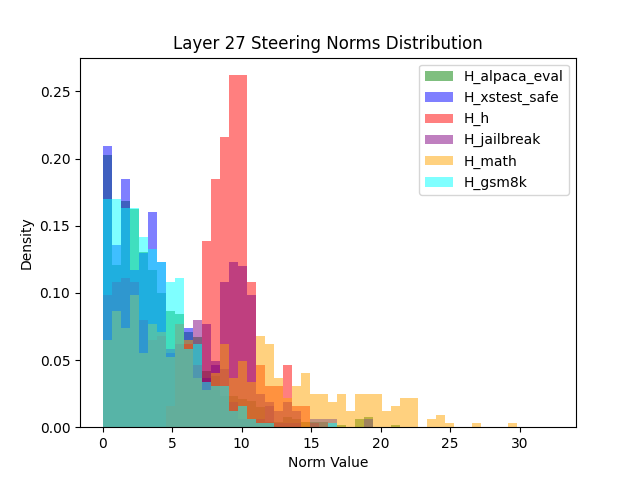 Layer 27 Steering Norms Distribution
H_alpaca_eval
H_xstest_safe
H_h
H_jailbreak
H_math
H_gsm8k
Density
0.25
0.20
0.15
0.10
0.05
0.00
0 5 10 15 20 25 30
Norm Value